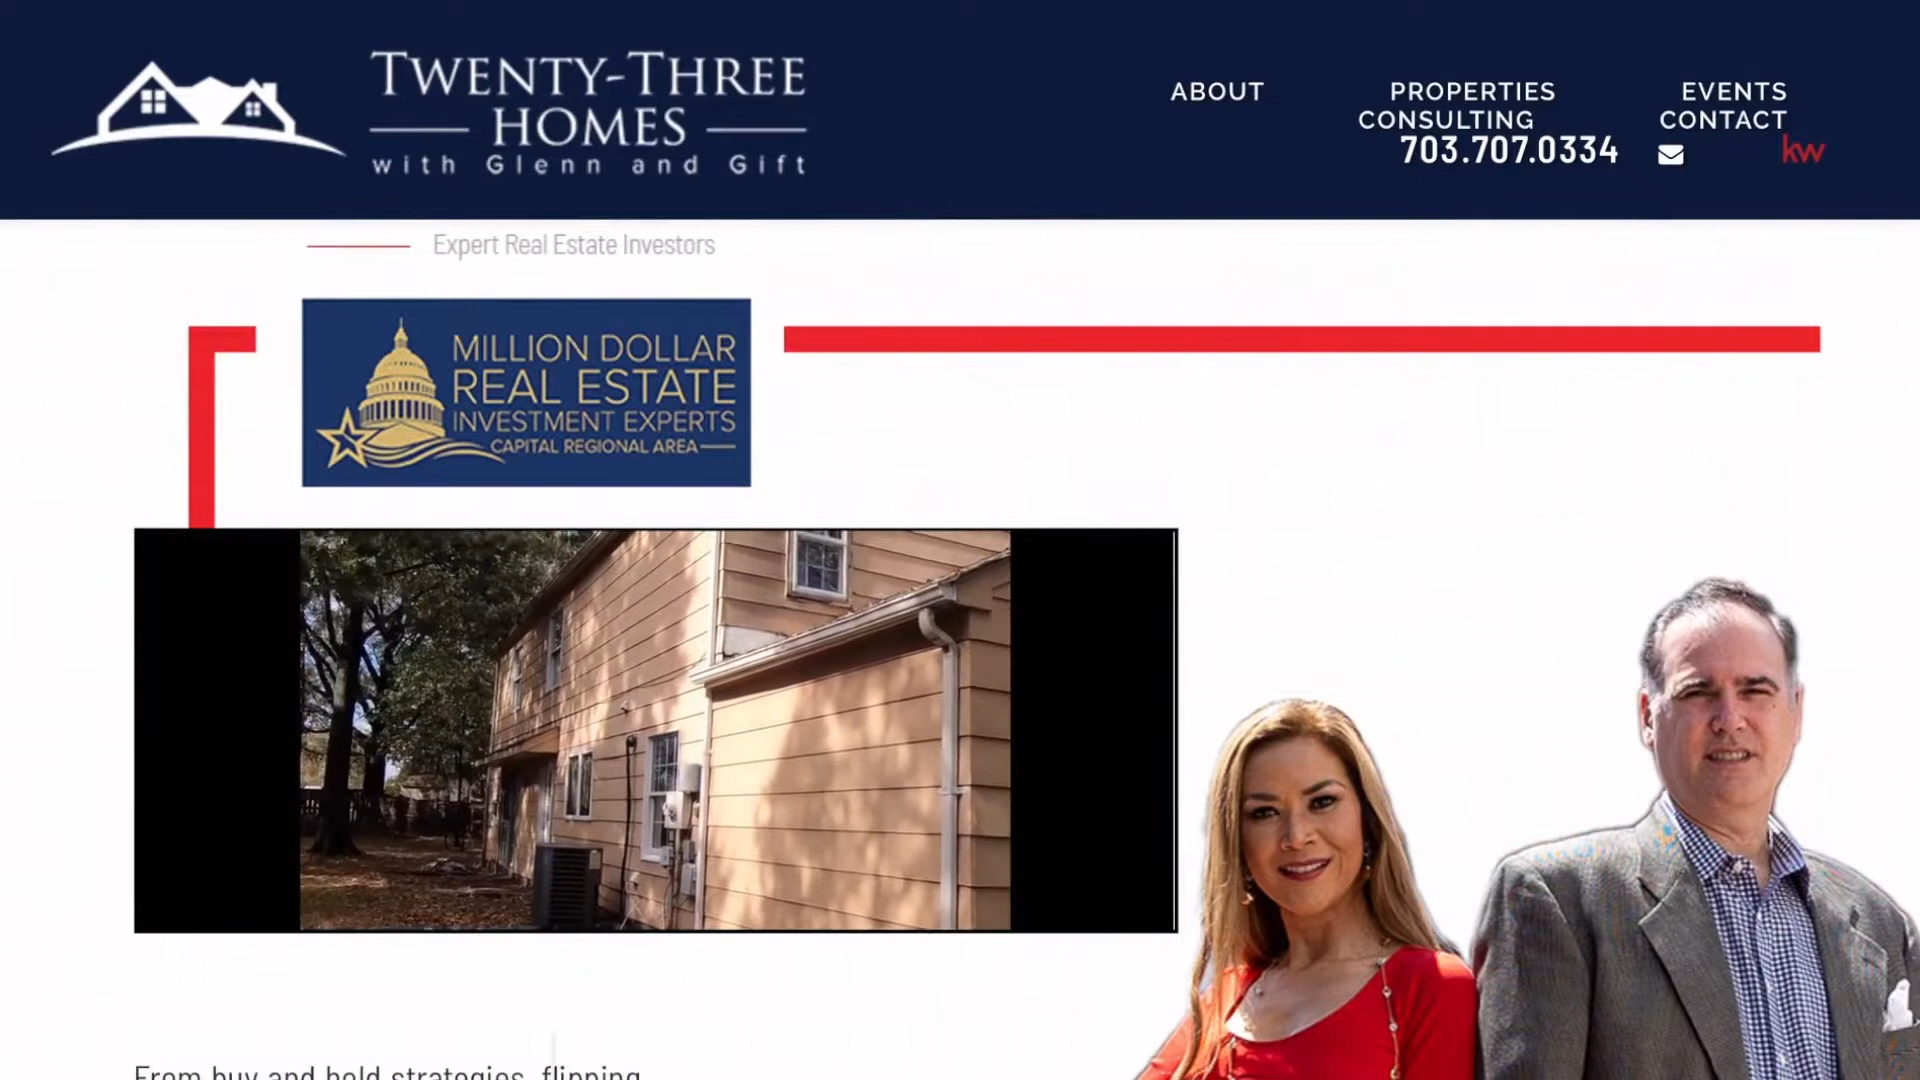 TWENTY-THREE
HOMES
with Glenn and Gift
ABOUT
PROPERTIES
EVENTS
CONSULTING
CONTACT
703.707.0334
kw
Expert Real Estate Investors
MILLION DOLLAR
REAL ESTATE
INVESTMENT EXPERTS
CAPITAL REGIONAL AREA
From buy and hold strategies, flipping